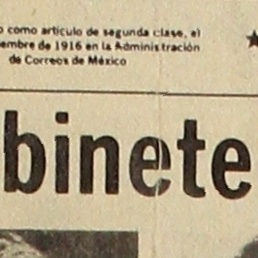 como artículo de segunda clase, el
embre de 1916 en la Administración
de Correos de México
binete